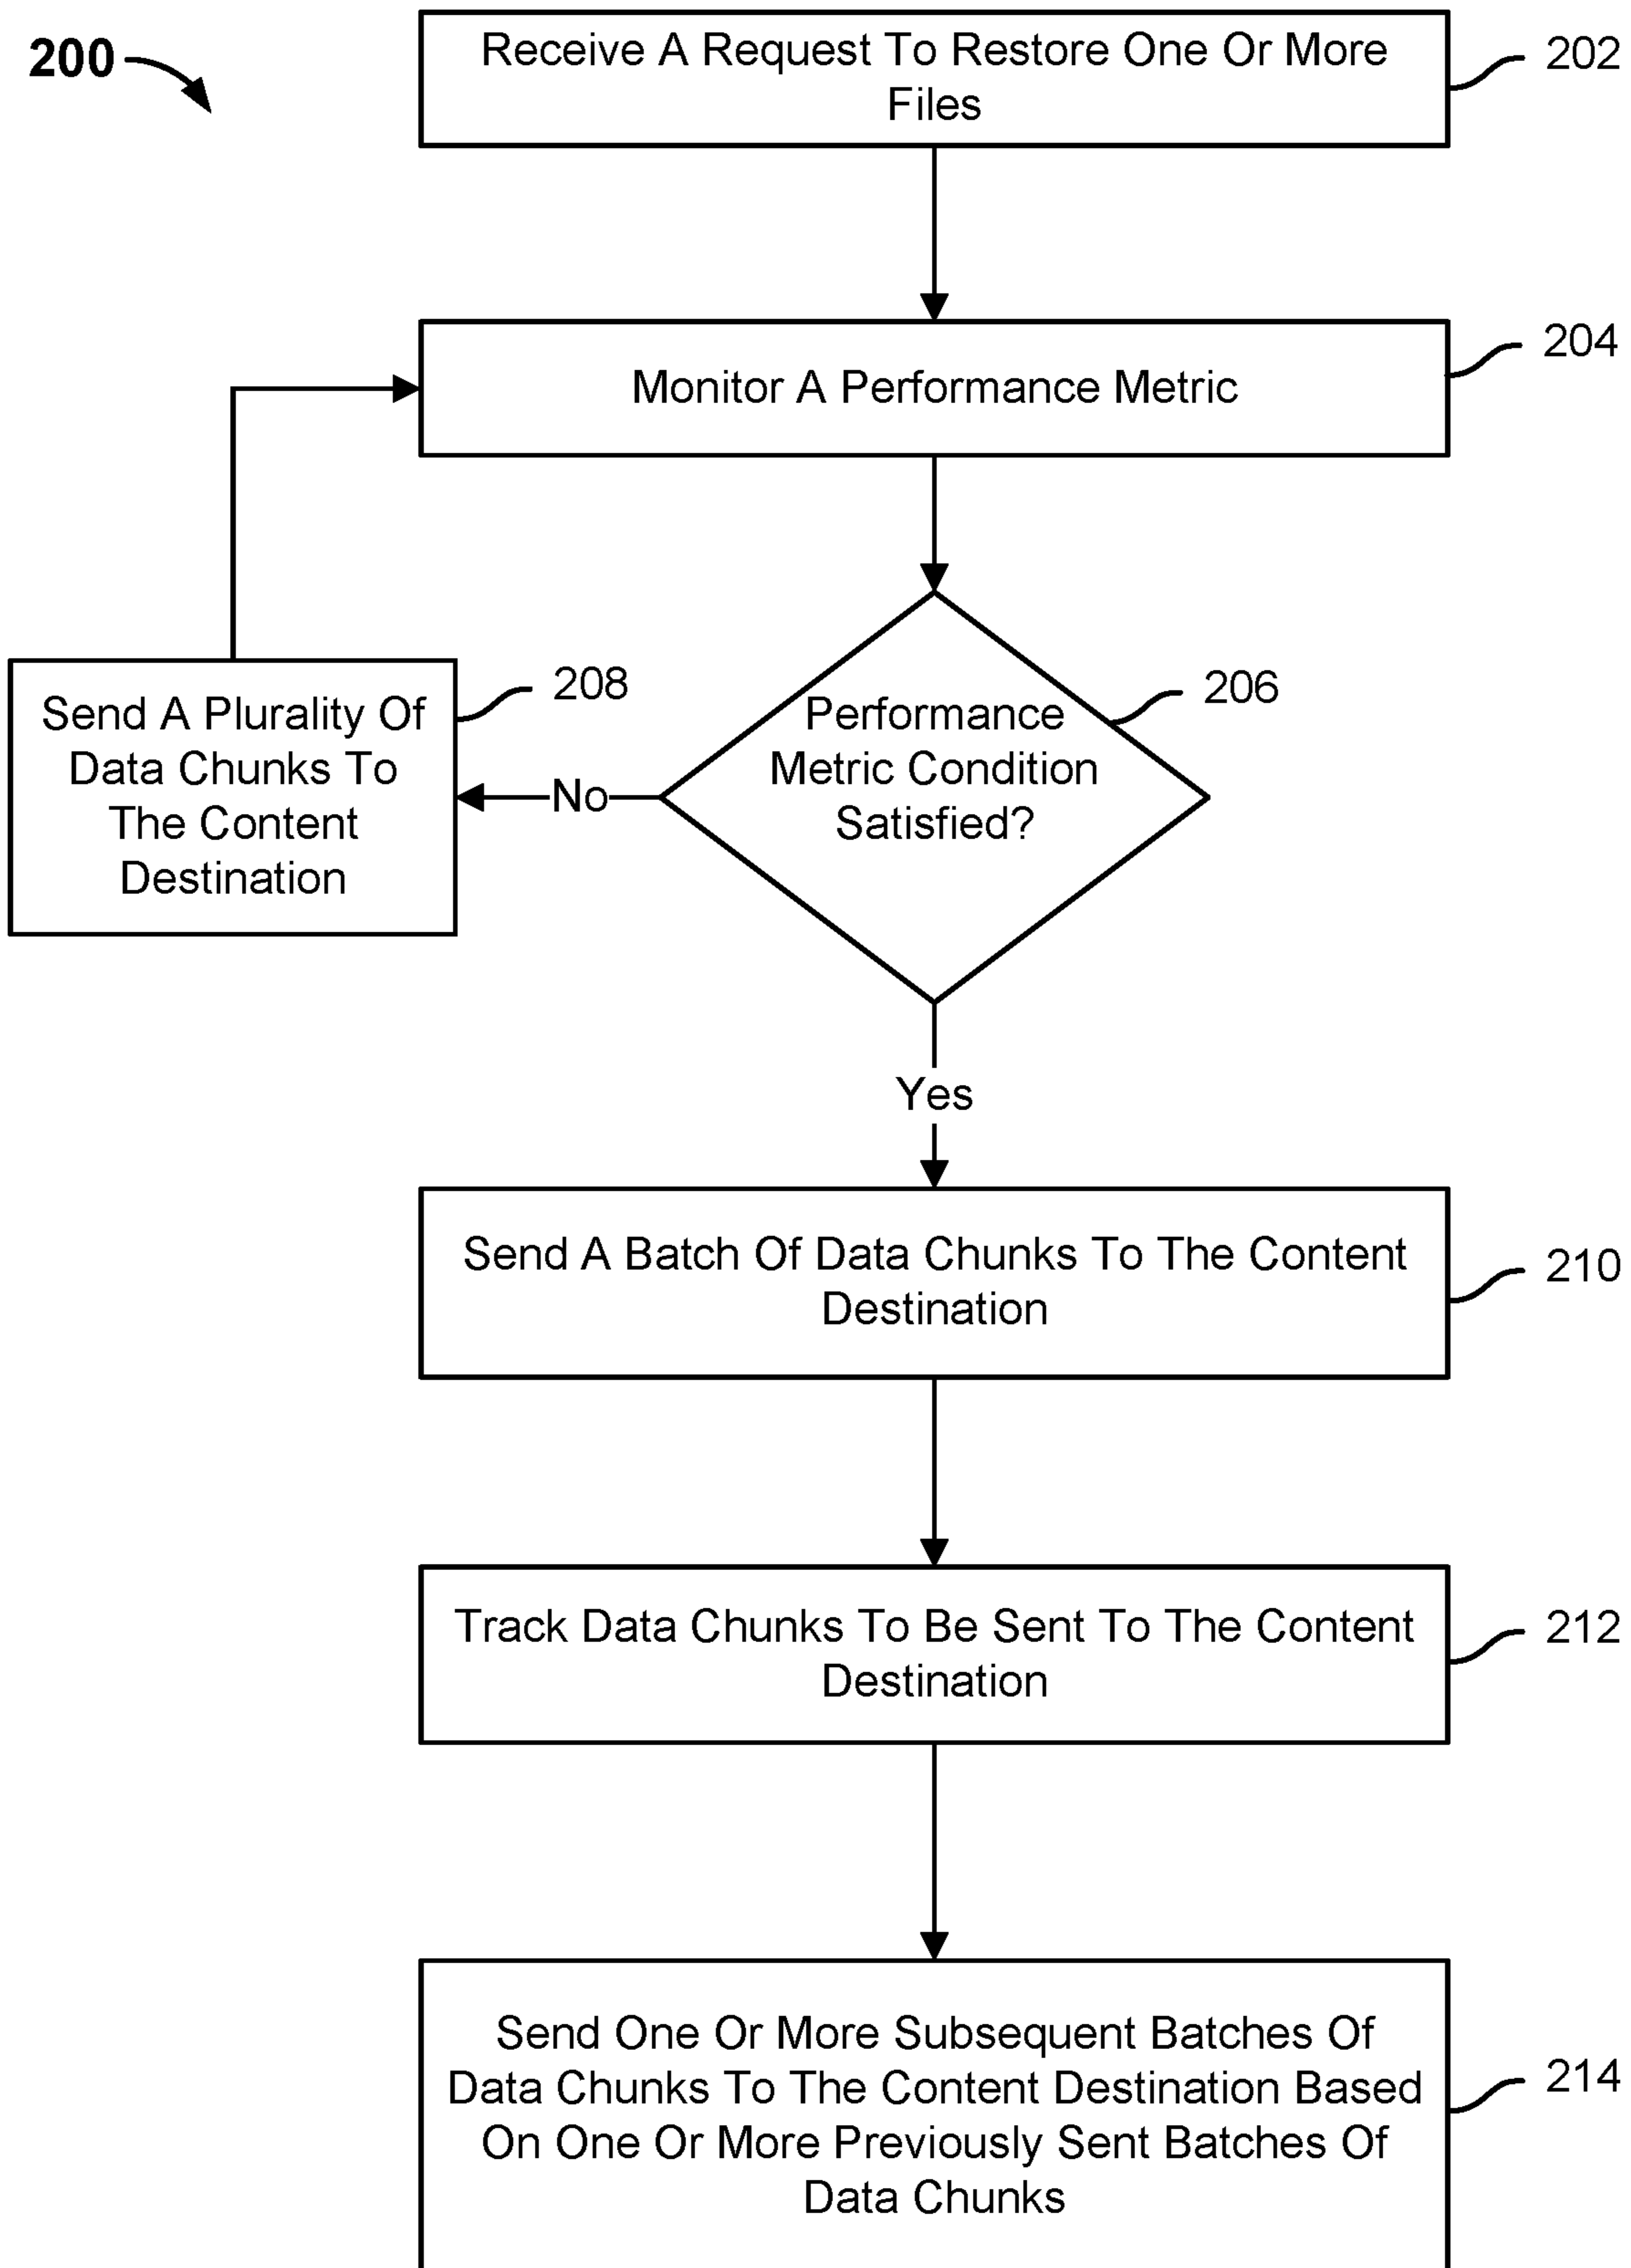 200
Receive A Request To Restore One Or More
Files
202
Monitor A Performance Metric
204
Performance
Metric Condition
Satisfied?
206
No
Send A Plurality Of
Data Chunks To
The Content
Destination
208
Yes
Send A Batch Of Data Chunks To The Content
Destination
210
Track Data Chunks To Be Sent To The Content
Destination
212
Send One Or More Subsequent Batches Of
Data Chunks To The Content Destination Based
On One Or More Previously Sent Batches Of
Data Chunks
214